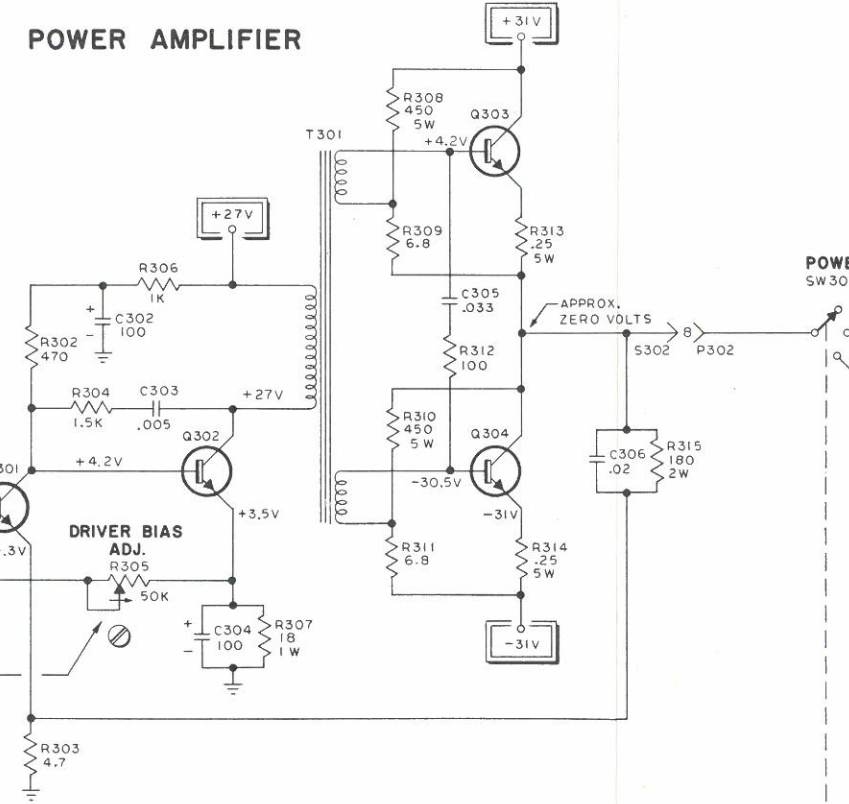 POWER AMPLIFIER
+31V
R308
450
5W
Q303
T301
+4.2V
+27V
R309
6.8
R313
.25
5W
R306
1K
POWE
SW30
C305
.033
APPROX.
ZERO VOLTS
+
C302
100
-
R302
470
R312
100
8
S302
P302
R304
1.5K
C303
.005
+27V
R310
450
5W
Q302
Q304
C306
.02
R315
180
2W
301
+4.2V
-30.5V
+3.5V
-31V
.3V
DRIVER BIAS
ADJ.
R305
50K
R311
6.8
R314
.25
5W
+
C304
100
-
R307
18
1W
-31V
R303
4.7